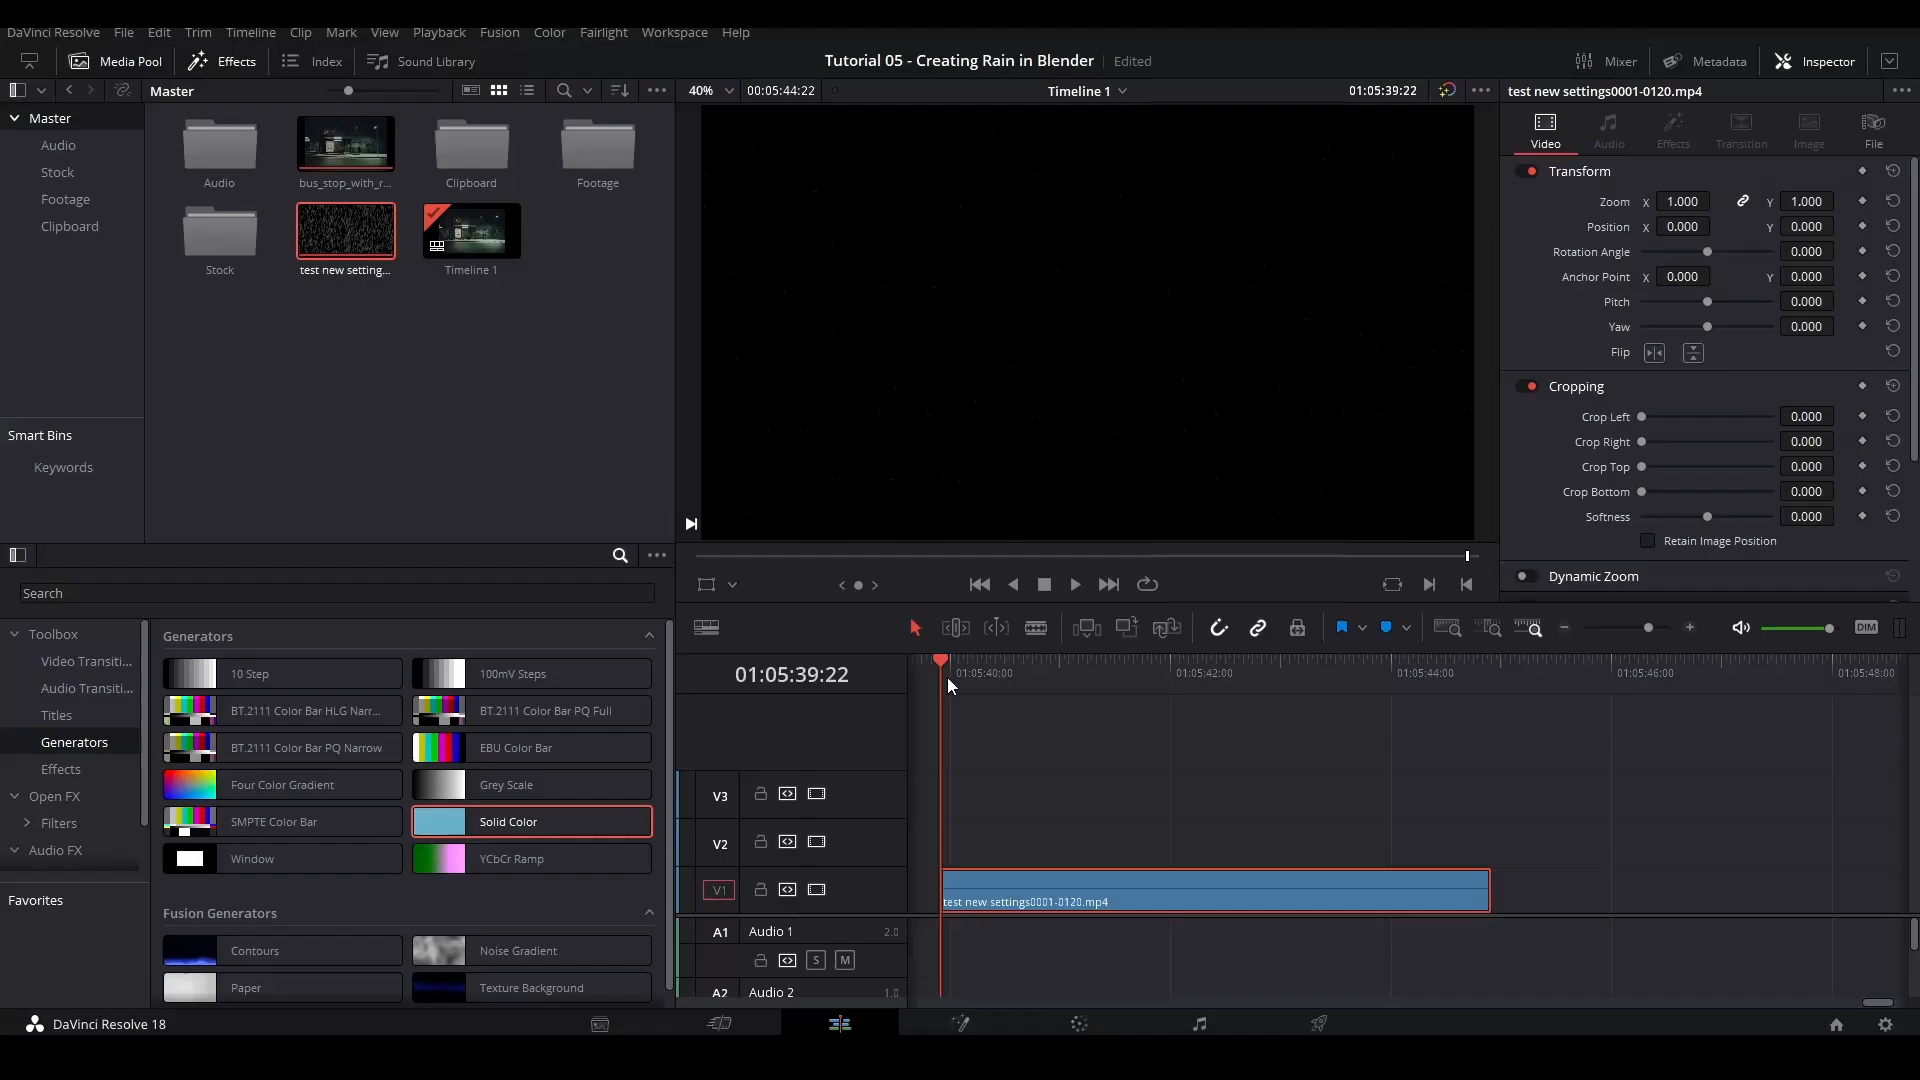 DaVinci Resolve File Edit Trim Timeline Clip Mark View Playback Fusion Color Fairlight Workspace Help
Media Pool Effects Index Sound Library Tutorial 05 - Creating Rain in Blender Edited Mixer Metadata Inspector
Master 40% 00:05:44:22 Timeline 1 01:05:39:22 test new settings0001-0120.mp4
Master
Audio
Stock
Footage
Clipboard
Smart Bins
Keywords
Audio bus_stop_with_r... Clipboard Footage
Stock test new setting... Timeline 1
Video Audio Effects Transition Image File
Transform
Zoom X 1.000 Y 1.000
Position X 0.000 Y 0.000
Rotation Angle 0.000
Anchor Point X 0.000 Y 0.000
Pitch 0.000
Yaw 0.000
Flip
Cropping
Crop Left 0.000
Crop Right 0.000
Crop Top 0.000
Crop Bottom 0.000
Softness 0.000
Retain Image Position
Dynamic Zoom
Search
Toolbox
Video Transiti...
Audio Transiti...
Titles
Generators
Effects
Open FX
Filters
Audio FX
Favorites
Generators
10 Step 100mV Steps
BT.2111 Color Bar HLG Narr... BT.2111 Color Bar PQ Full
BT.2111 Color Bar PQ Narrow EBU Color Bar
Four Color Gradient Grey Scale
SMPTE Color Bar Solid Color
Window YCbCr Ramp
Fusion Generators
Contours Noise Gradient
Paper Texture Background
DIM
01:05:39:22 01:05:40:00 01:05:42:00 01:05:44:00 01:05:46:00 01:05:48:00
V3
V2
V1
test new settings0001-0120.mp4
A1 Audio 1 2.0
S M
A2 Audio 2 1.0
DaVinci Resolve 18